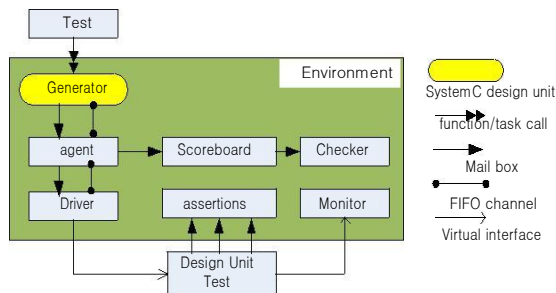 Test
Environment
Generator
agent
Scoreboard
Checker
Driver
assertions
Monitor
Design Unit
Test
SystemC design unit
function/task call
Mail box
FIFO channel
Virtual interface